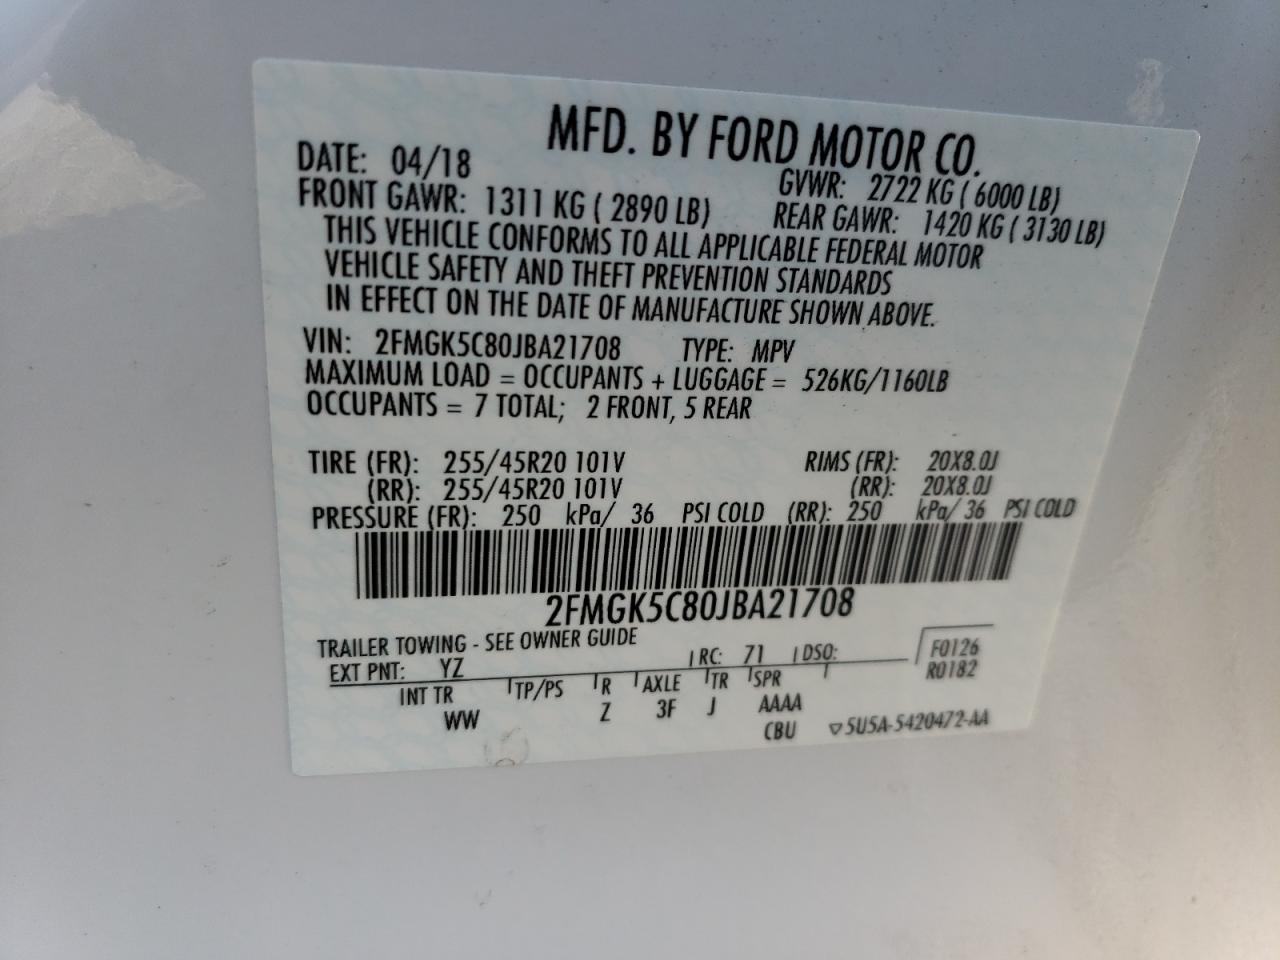 MFD. BY FORD MOTOR CO.
DATE: 04/18 GVWR: 2722 KG ( 6000 LB)
FRONT GAWR: 1311 KG ( 2890 LB) REAR GAWR: 1420 KG ( 3130 LB)
THIS VEHICLE CONFORMS TO ALL APPLICABLE FEDERAL MOTOR
VEHICLE SAFETY AND THEFT PREVENTION STANDARDS
IN EFFECT ON THE DATE OF MANUFACTURE SHOWN ABOVE.
VIN: 2FMGK5C80JBA21708 TYPE: MPV
MAXIMUM LOAD = OCCUPANTS + LUGGAGE = 526KG/1160LB
OCCUPANTS = 7 TOTAL; 2 FRONT, 5 REAR
TIRE (FR): 255/45R20 101V RIMS (FR): 20X8.0J
(RR): 255/45R20 101V (RR): 20X8.0J
PRESSURE (FR): 250 kPa/ 36 PSI COLD (RR): 250 kPa/ 36 PSI COLD
2FMGK5C80JBA21708
TRAILER TOWING - SEE OWNER GUIDE
EXT PNT: YZ RC: 71 DSO: F0126
R0182
INT TR TP/PS R AXLE TR SPR
WW Z 3F J AAAA
CBU ▽5U5A-5420472-AA